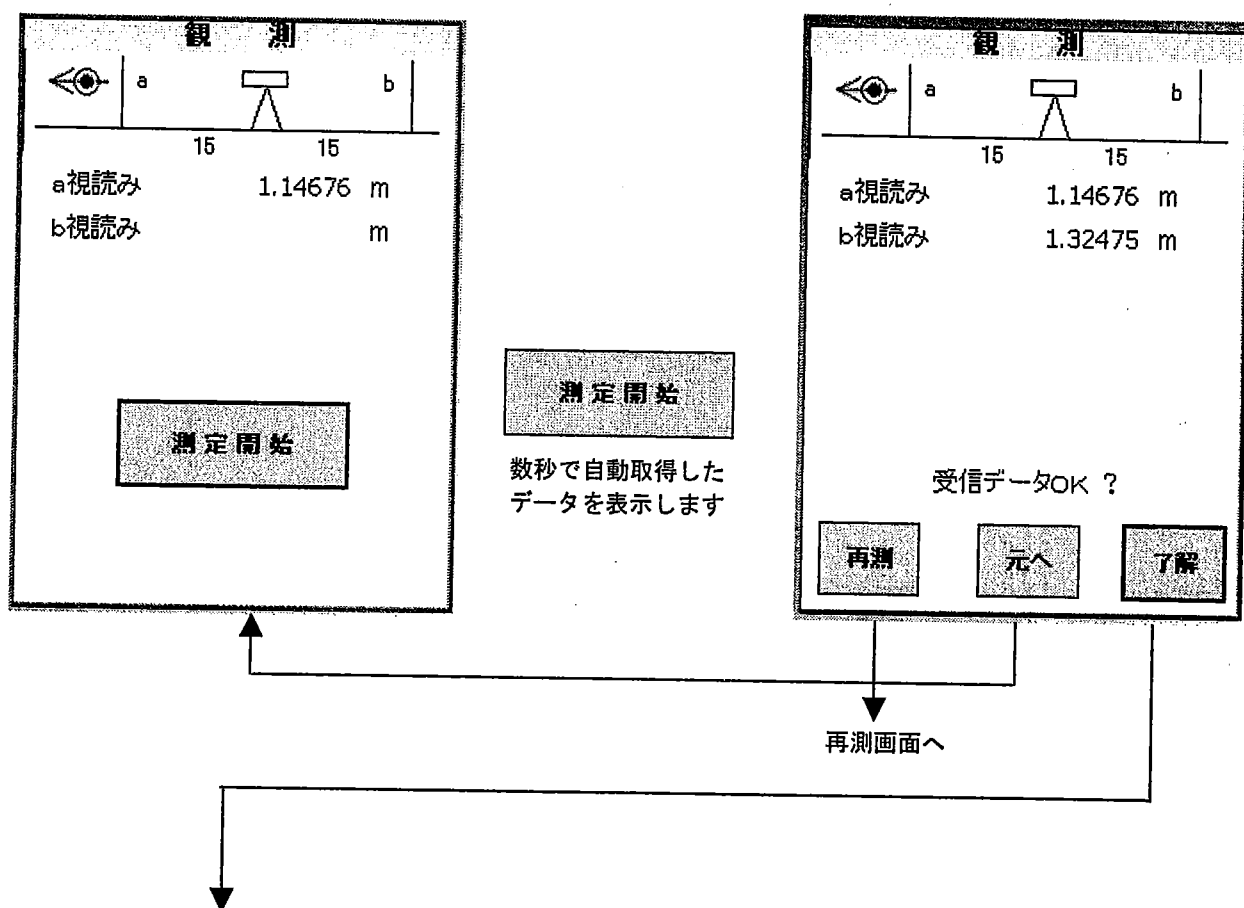 観 測
a
b
15 15
a視読み 1.14676 m
b視読み m
測定開始
測定開始
数秒で自動取得した
データを表示します
観 測
a
b
15 15
a視読み 1.14676 m
b視読み 1.32475 m
受信データOK ?
再測 元へ 了解
再測画面へ